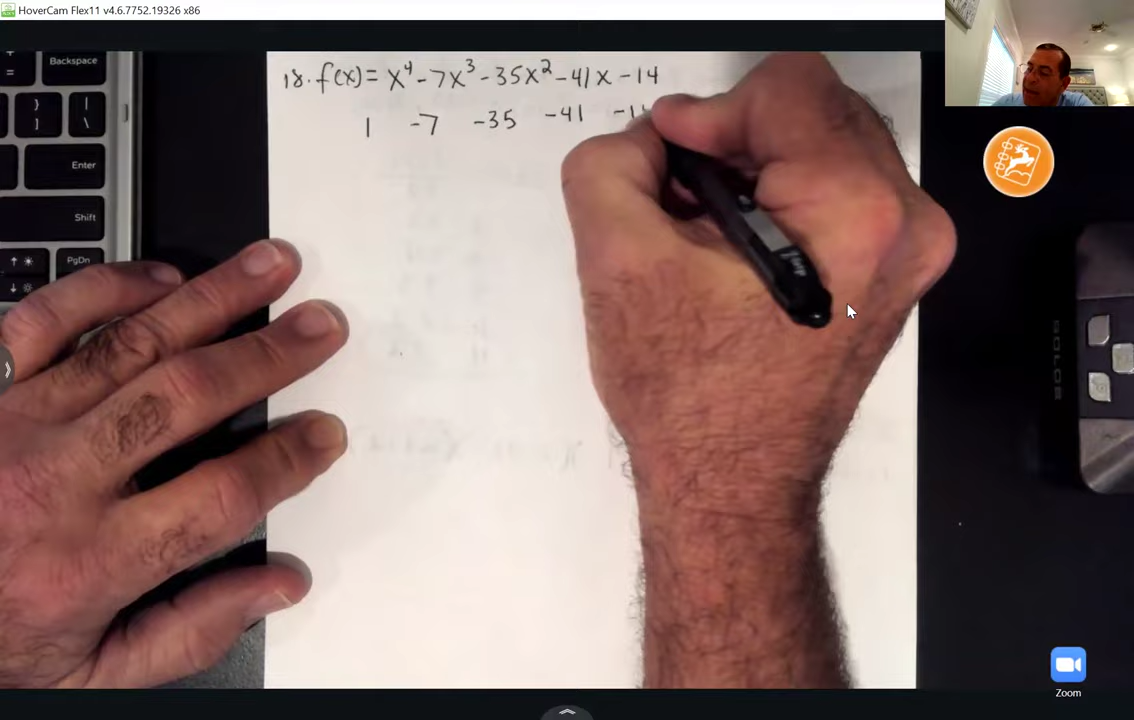 HoverCam Flex11 v4.6.7752.19326 x86
Backspace
+
=
}
]
|
\
Enter
Shift
PgDn
18. f(x) = x⁴ - 7x³ - 35x² - 41x - 14
1 -7 -35 -41
Zoom